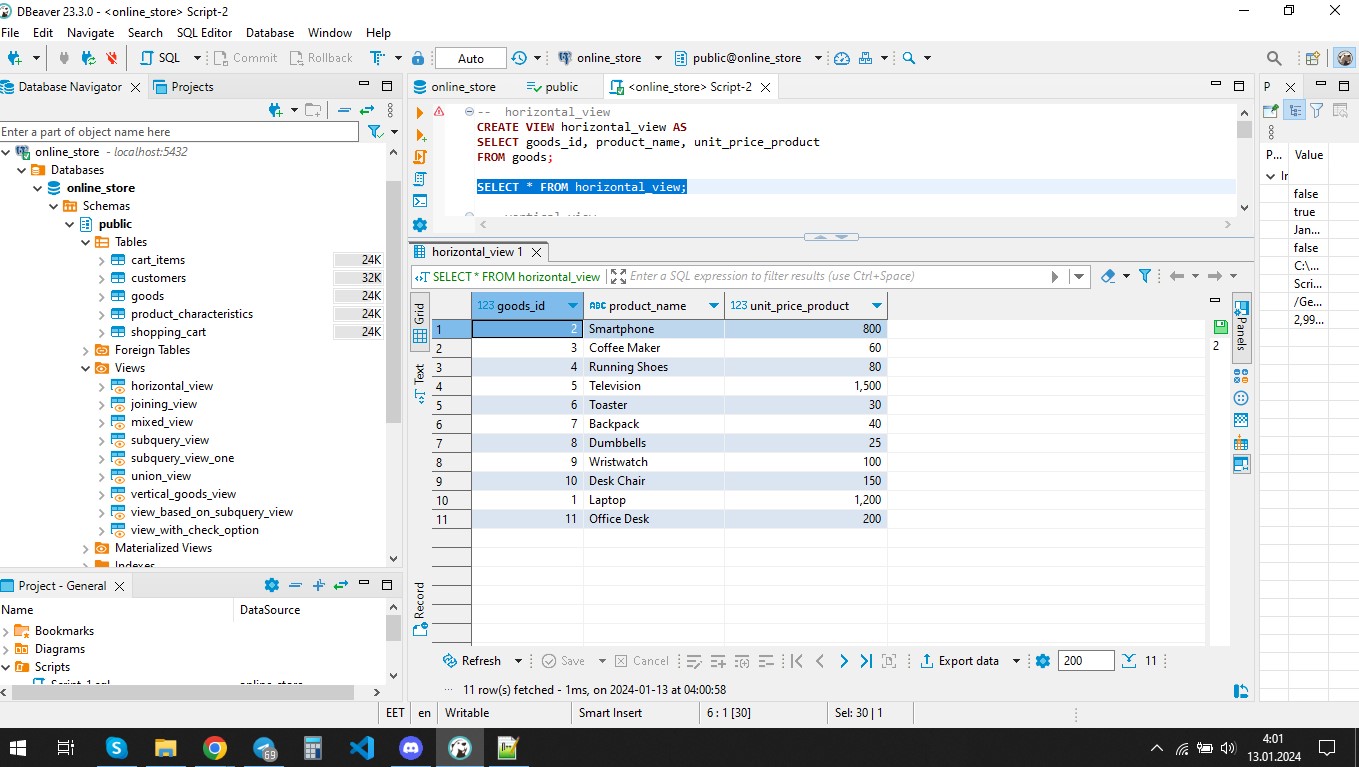 DBeaver 23.3.0 - <online_store> Script-2
File Edit Navigate Search SQL Editor Database Window Help
SQL Commit Rollback Auto online_store public@online_store
Database Navigator Projects
Enter a part of object name here
online_store - localhost:5432
Databases
online_store
Schemas
public
Tables
cart_items 24K
customers 32K
goods 24K
product_characteristics 24K
shopping_cart 24K
Foreign Tables
Views
horizontal_view
joining_view
mixed_view
subquery_view
subquery_view_one
union_view
vertical_goods_view
view_based_on_subquery_view
view_with_check_option
Materialized Views
Indexes
Project - General
Name DataSource
Bookmarks
Diagrams
Scripts
Script-1.sql online_store
online_store public <online_store> Script-2
-- horizontal_view
CREATE VIEW horizontal_view AS
SELECT goods_id, product_name, unit_price_product
FROM goods;
SELECT * FROM horizontal_view;
-- vertical_view
horizontal_view 1
SELECT * FROM horizontal_view Enter a SQL expression to filter results (use Ctrl+Space)
Grid
Text
Record
123 goods_id ABC product_name 123 unit_price_product
1 2 Smartphone 800
2 3 Coffee Maker 60
3 4 Running Shoes 80
4 5 Television 1,500
5 6 Toaster 30
6 7 Backpack 40
7 8 Dumbbells 25
8 9 Wristwatch 100
9 10 Desk Chair 150
10 1 Laptop 1,200
11 11 Office Desk 200
2
Panels
Refresh Save Cancel Export data 200 11
11 row(s) fetched - 1ms, on 2024-01-13 at 04:00:58
P
P... Value
Ir
false
true
Jan...
false
C:\...
Scri...
/Ge...
2,99...
EET en Writable Smart Insert 6 : 1 [30] Sel: 30 | 1
S 69
4:01
13.01.2024